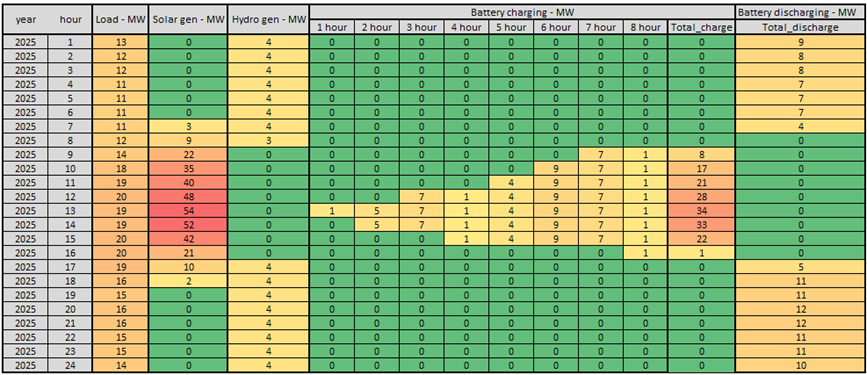 year hour Load - MW Solar gen - MW Hydro gen - MW Battery charging - MW Battery discharging - MW
1 hour 2 hour 3 hour 4 hour 5 hour 6 hour 7 hour 8 hour Total_charge Total_discharge
2025 1 13 0 4 0 0 0 0 0 0 0 0 0 9
2025 2 12 0 4 0 0 0 0 0 0 0 0 0 8
2025 3 12 0 4 0 0 0 0 0 0 0 0 0 8
2025 4 11 0 4 0 0 0 0 0 0 0 0 0 7
2025 5 11 0 4 0 0 0 0 0 0 0 0 0 7
2025 6 11 0 4 0 0 0 0 0 0 0 0 0 7
2025 7 11 3 4 0 0 0 0 0 0 0 0 0 4
2025 8 12 9 3 0 0 0 0 0 0 0 0 0 0
2025 9 14 22 0 0 0 0 0 0 0 7 1 8 0
2025 10 18 35 0 0 0 0 0 0 9 7 1 17 0
2025 11 19 40 0 0 0 0 0 4 9 7 1 21 0
2025 12 20 48 0 0 0 7 1 4 9 7 1 28 0
2025 13 19 54 0 1 5 7 1 4 9 7 1 34 0
2025 14 19 52 0 0 5 7 1 4 9 7 1 33 0
2025 15 20 42 0 0 0 0 1 4 9 7 1 22 0
2025 16 20 21 0 0 0 0 0 0 0 0 1 1 0
2025 17 19 10 4 0 0 0 0 0 0 0 0 0 5
2025 18 16 2 4 0 0 0 0 0 0 0 0 0 11
2025 19 15 0 4 0 0 0 0 0 0 0 0 0 11
2025 20 16 0 4 0 0 0 0 0 0 0 0 0 12
2025 21 16 0 4 0 0 0 0 0 0 0 0 0 12
2025 22 15 0 4 0 0 0 0 0 0 0 0 0 11
2025 23 15 0 4 0 0 0 0 0 0 0 0 0 11
2025 24 14 0 4 0 0 0 0 0 0 0 0 0 10